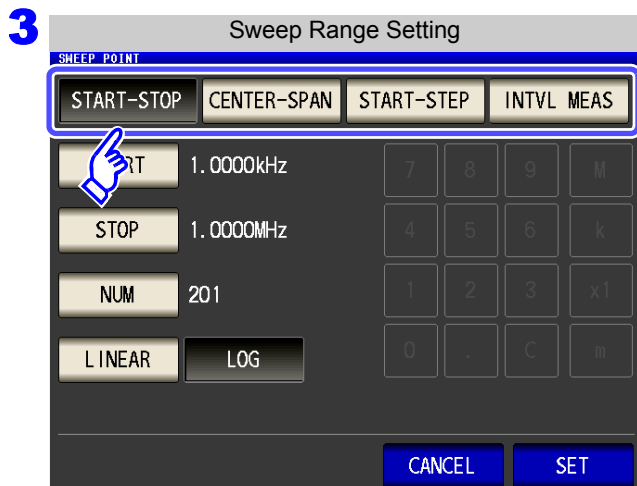 3
Sweep Range Setting
SWEEP POINT
START-STOP CENTER-SPAN START-STEP INTVL MEAS
RT 1.0000kHz 7 8 9 M
STOP 1.0000MHz 4 5 6 k
NUM 201 1 2 3 x1
LINEAR LOG 0 . C m
CANCEL SET